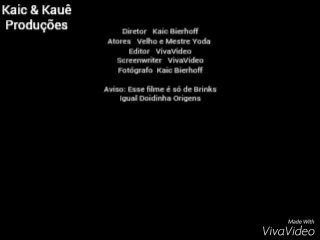 Kaic & Kauê
Produções
Diretor Kaic Bierhoff
Atores Velho e Mestre Yoda
Editor VivaVideo
Screenwriter VivaVideo
Fotógrafo Kaic Bierhoff
Aviso: Esse filme é só de Brinks
Igual Doidinha Origens
Made With
VivaVideo